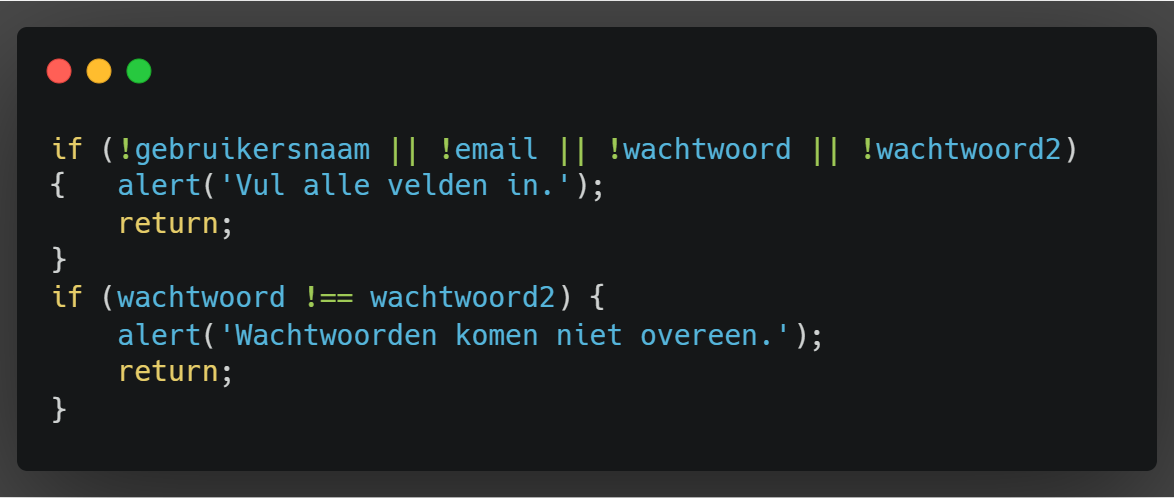 if (!gebruikersnaam || !email || !wachtwoord || !wachtwoord2)
{   alert('Vul alle velden in.');
    return;
}
if (wachtwoord !== wachtwoord2) {
    alert('Wachtwoorden komen niet overeen.');
    return;
}